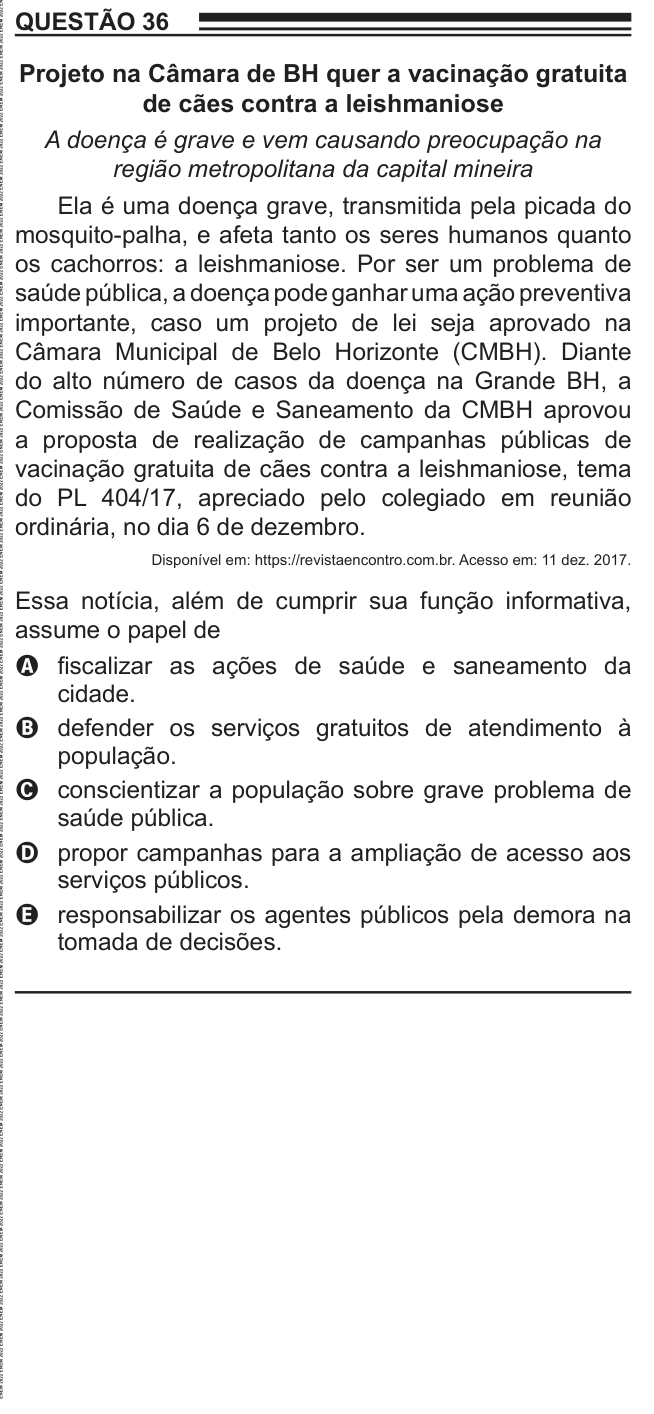 QUESTÃO 36
Projeto na Câmara de BH quer a vacinação gratuita
de cães contra a leishmaniose
A doença é grave e vem causando preocupação na
região metropolitana da capital mineira
Ela é uma doença grave, transmitida pela picada do
mosquito-palha, e afeta tanto os seres humanos quanto
os cachorros: a leishmaniose. Por ser um problema de
saúde pública, a doença pode ganhar uma ação preventiva
importante, caso um projeto de lei seja aprovado na
Câmara Municipal de Belo Horizonte (CMBH). Diante
do alto número de casos da doença na Grande BH, a
Comissão de Saúde e Saneamento da CMBH aprovou
a proposta de realização de campanhas públicas de
vacinação gratuita de cães contra a leishmaniose, tema
do PL 404/17, apreciado pelo colegiado em reunião
ordinária, no dia 6 de dezembro.
Disponível em: https://revistaencontro.com.br. Acesso em: 11 dez. 2017.
Essa notícia, além de cumprir sua função informativa,
assume o papel de
A fiscalizar as ações de saúde e saneamento da
cidade.
B defender os serviços gratuitos de atendimento à
população.
C conscientizar a população sobre grave problema de
saúde pública.
D propor campanhas para a ampliação de acesso aos
serviços públicos.
E responsabilizar os agentes públicos pela demora na
tomada de decisões.